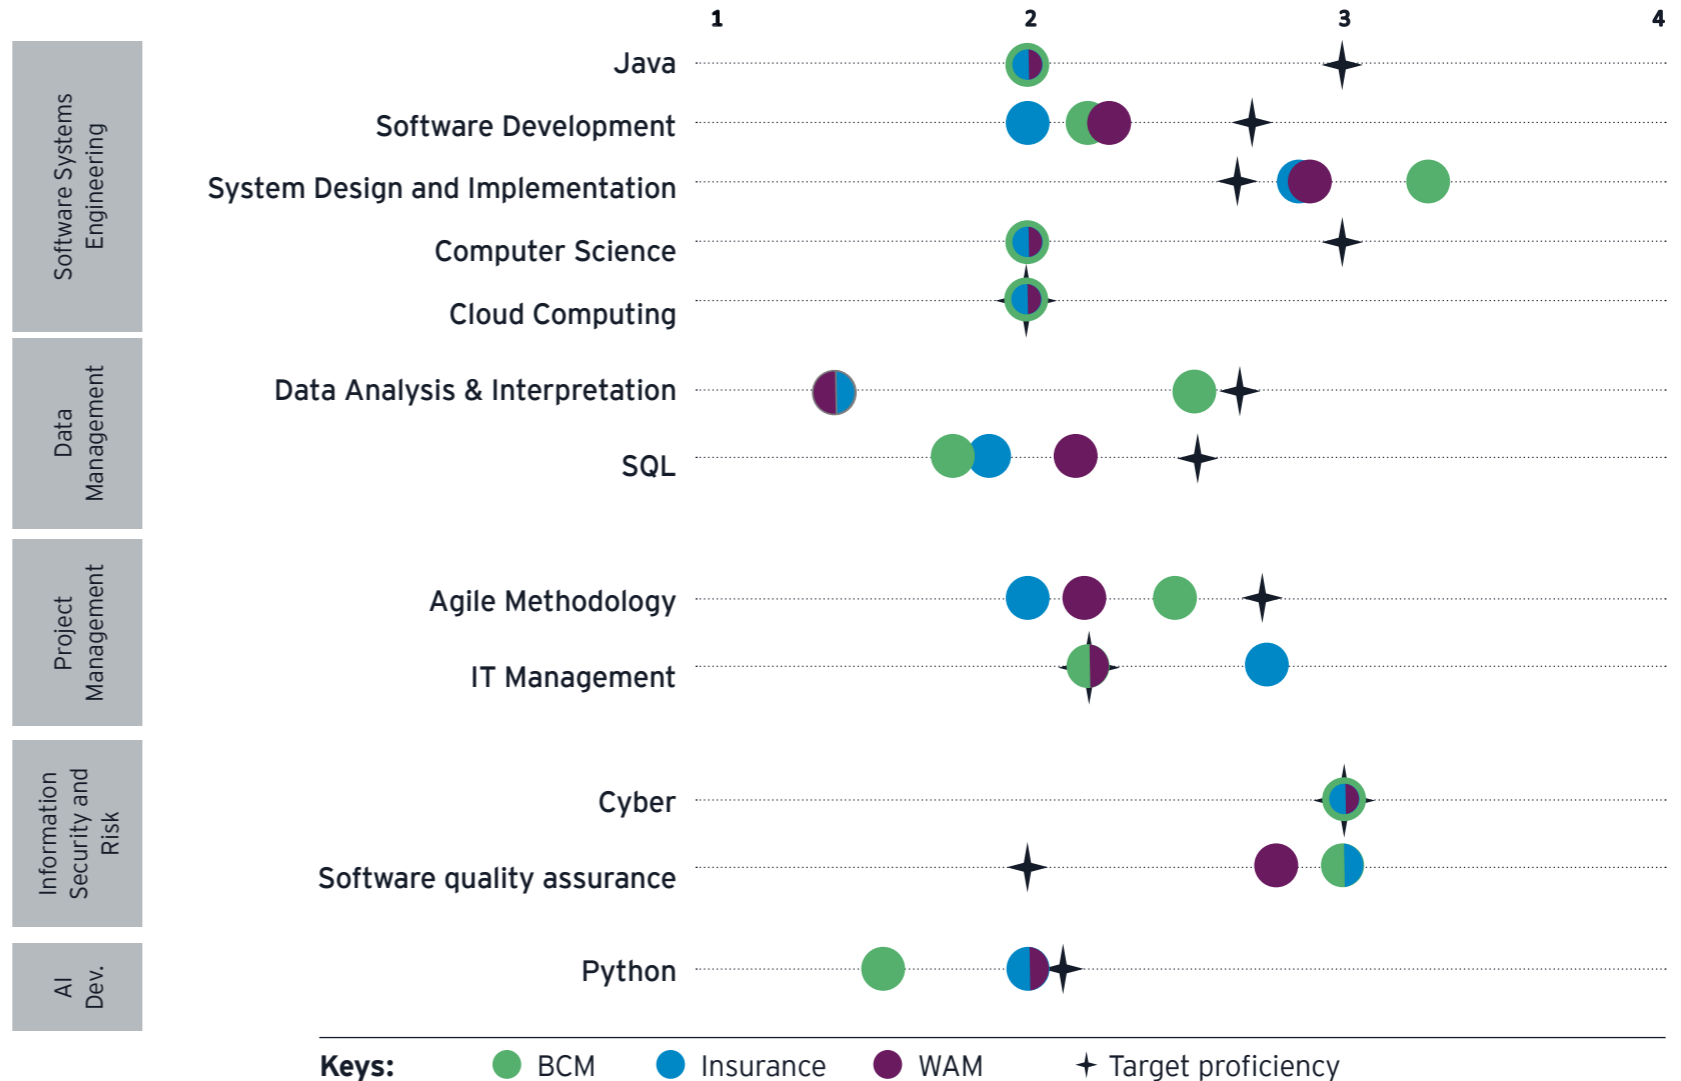 1 2 3 4
Software Systems
Engineering
Java
Software Development
System Design and Implementation
Computer Science
Cloud Computing
Data
Management
Data Analysis & Interpretation
SQL
Project
Management
Agile Methodology
IT Management
Information
Security and
Risk
Cyber
Software quality assurance
AI
Dev.
Python
Keys: BCM Insurance WAM Target proficiency